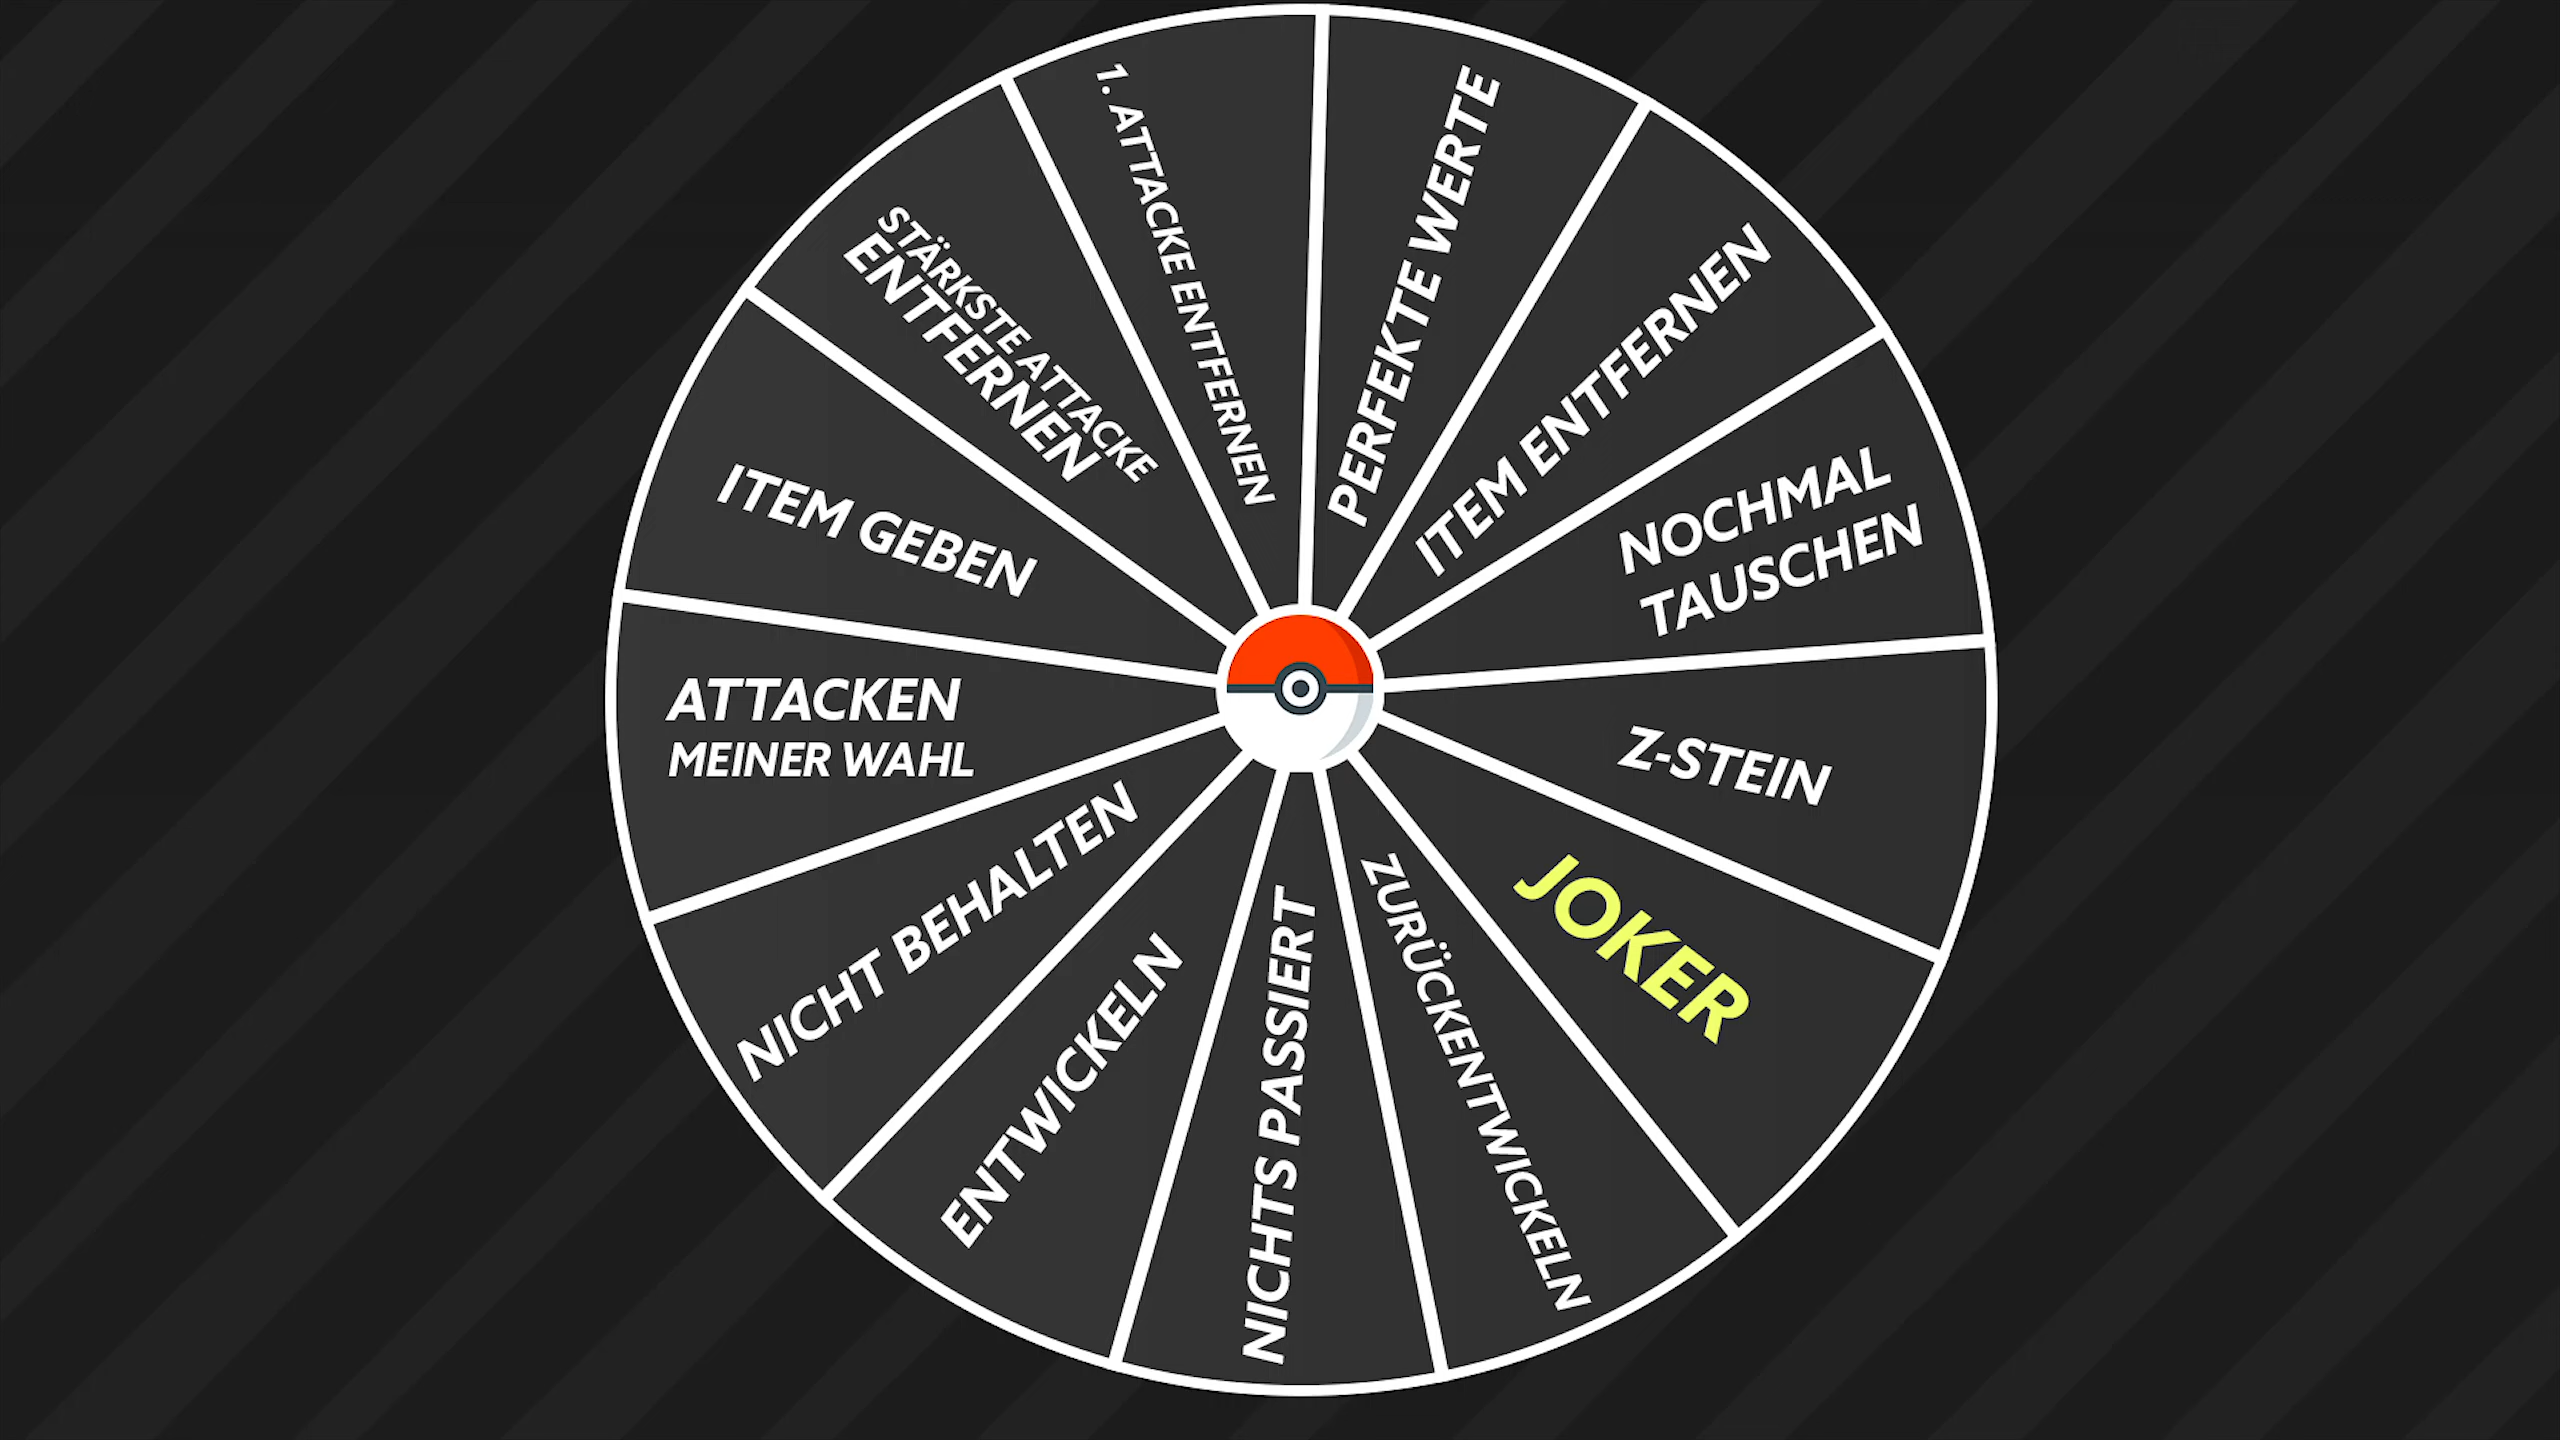 1. ATTACKE ENTFERNEN
PERFEKTE WERTE
ITEM ENTFERNEN
NOCHMAL
TAUSCHEN
Z-STEIN
JOKER
ZURÜCKENTWICKELN
NICHTS PASSIERT
ENTWICKELN
NICHT BEHALTEN
ATTACKEN
MEINER WAHL
ITEM GEBEN
STÄRKSTE ATTACKE
ENTFERNEN